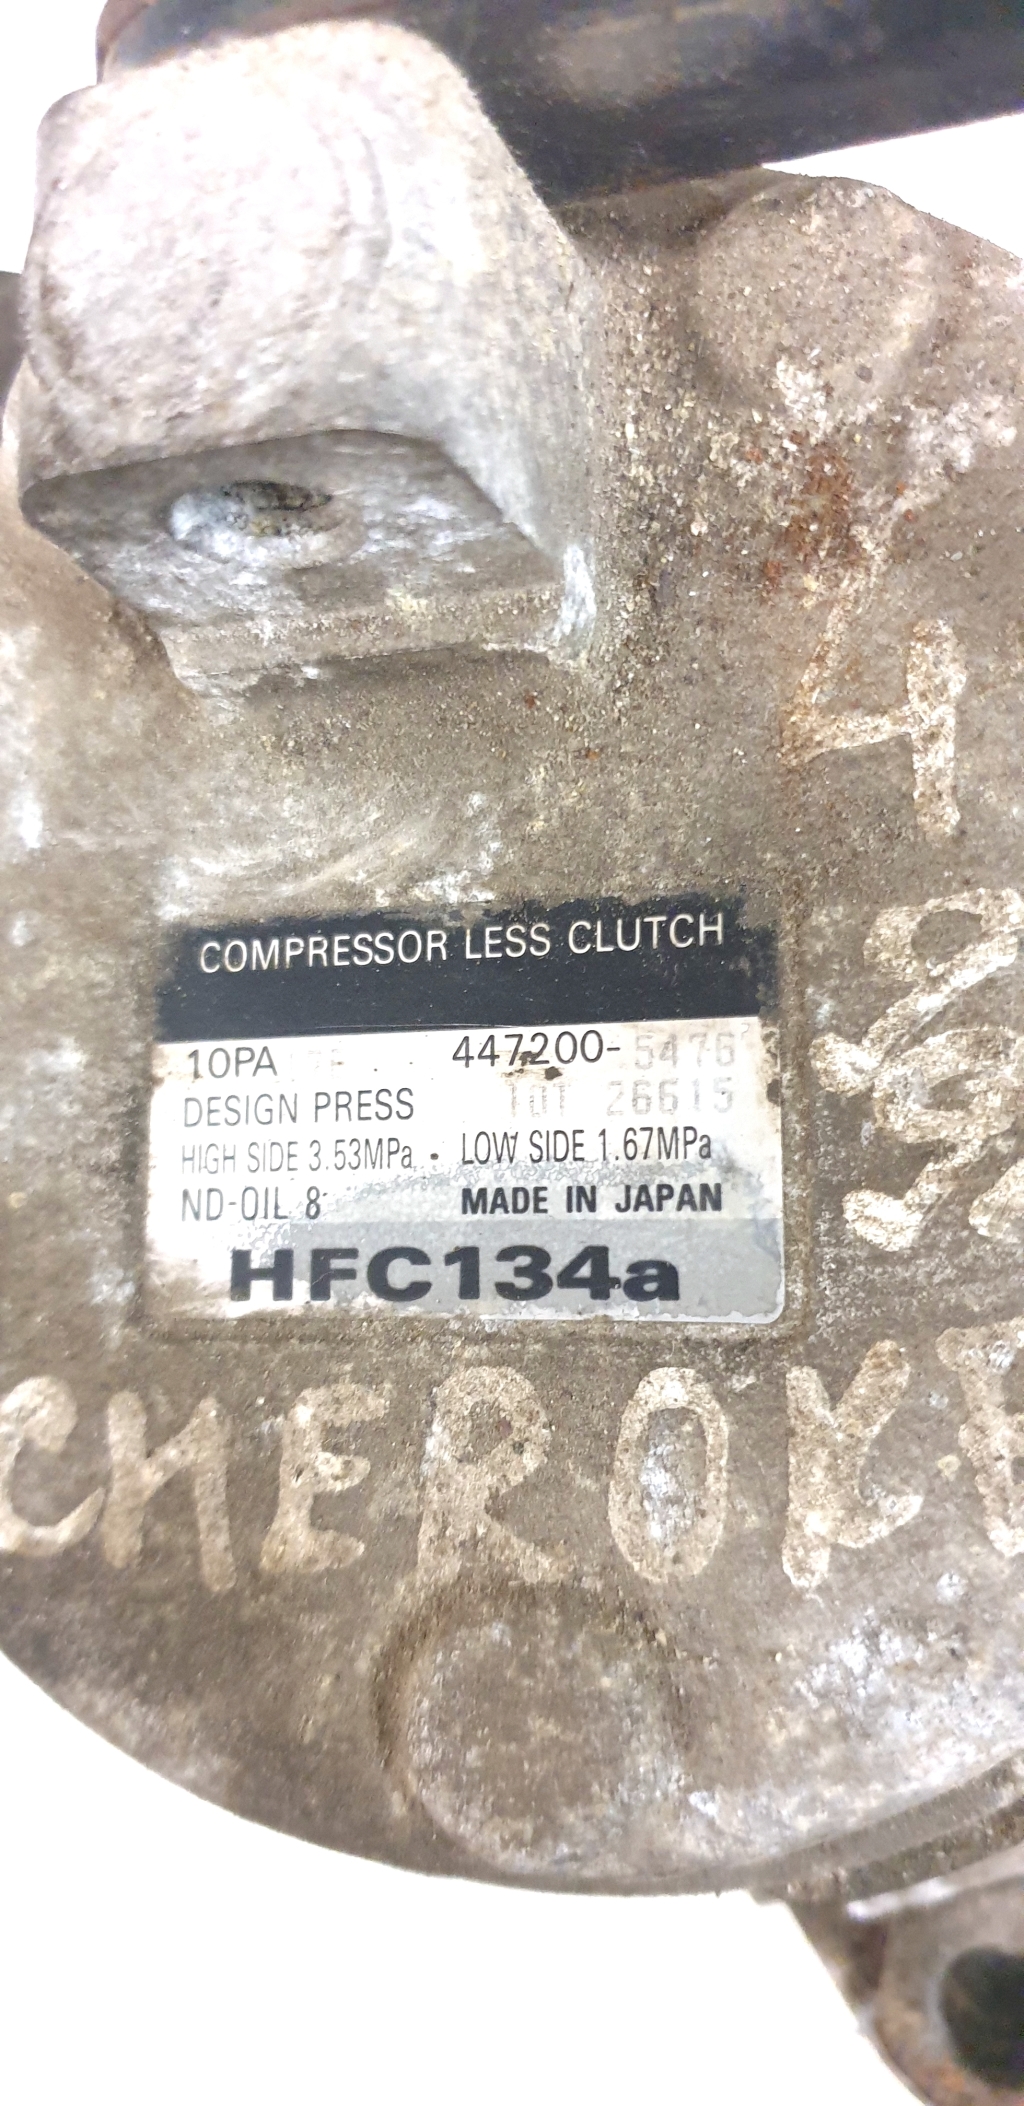 4
COMPRESSOR LESS CLUTCH
10PA 447200-5476
DESIGN PRESS 26615
HIGH SIDE 3.53MPa. LOW SIDE 1.67MPa
ND-OIL 8 MADE IN JAPAN
HFC134a
CHEROKE